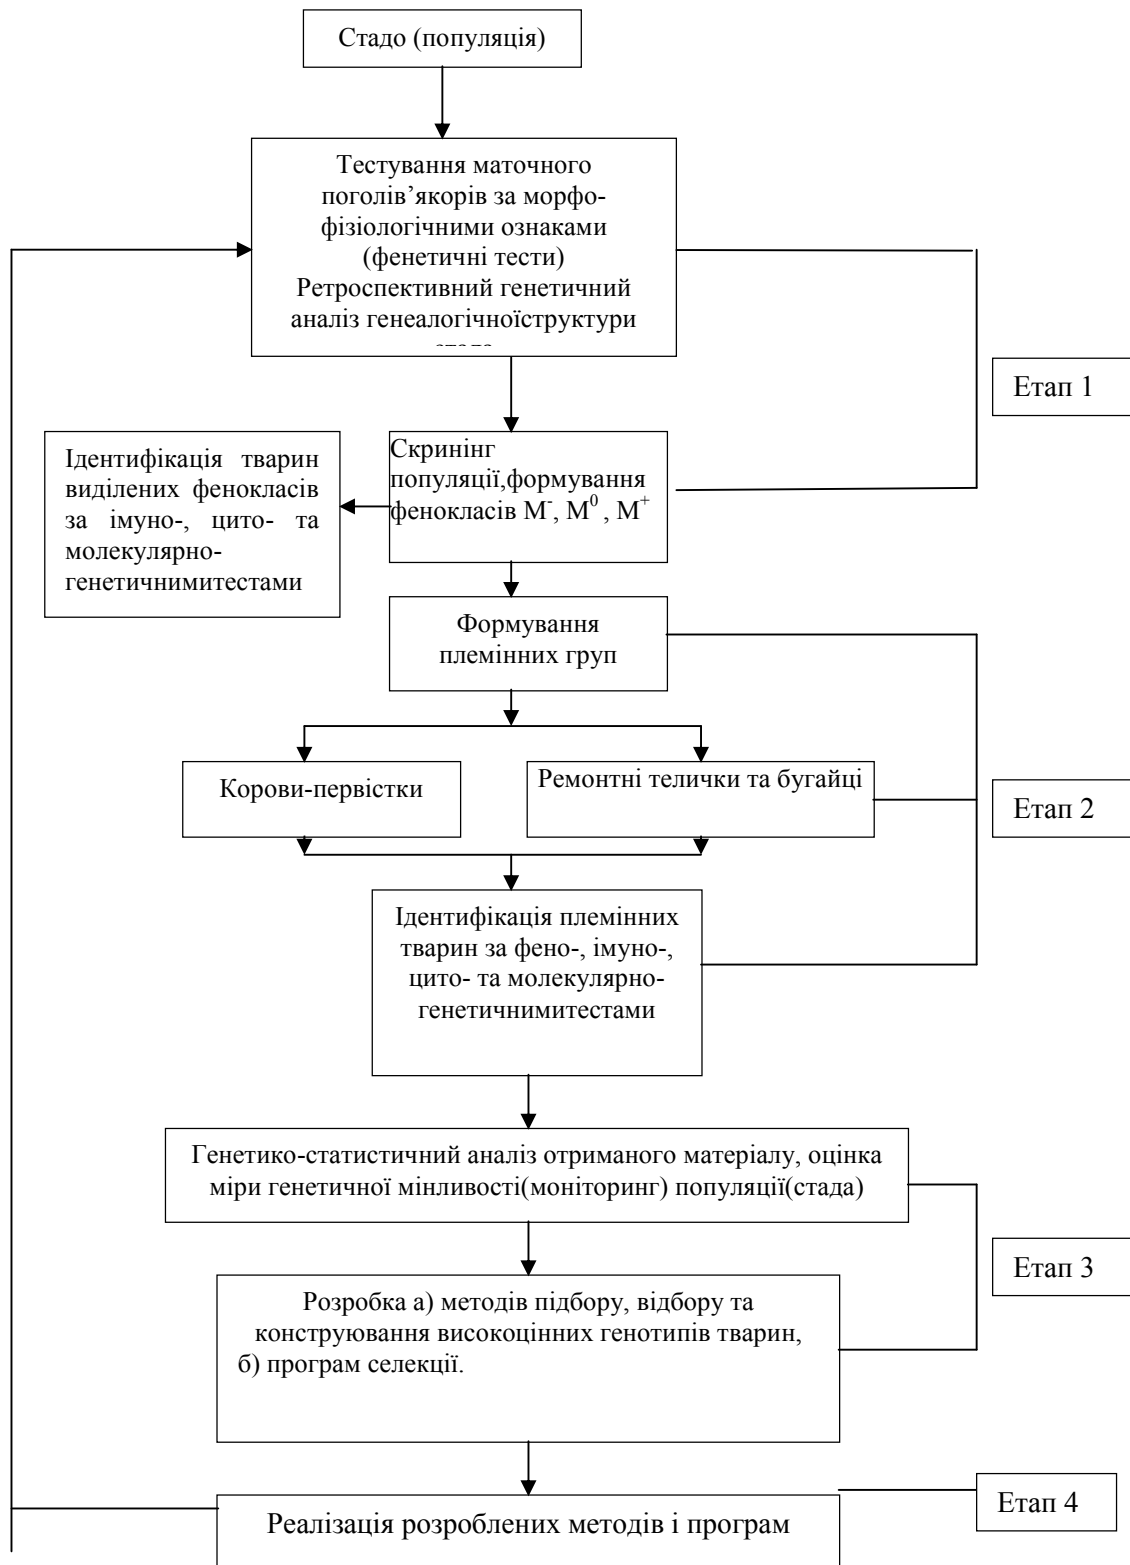 Стадо (популяція)
Тестування маточного
поголів’якорів за морфо-
фізіологічними ознаками
(фенетичні тести)
Ретроспективний генетичний
аналіз генеалогічноїструктури
Етап 1
Ідентифікація тварин
виділених фенокласів
за імуно-, цито- та
молекулярно-
генетичнимитестами
Скринінг
популяції,формування
фенокласів М⁻, М⁰ , М⁺
Формування
племінних груп
Корови-первістки
Ремонтні телички та бугайці
Етап 2
Ідентифікація племінних
тварин за фено-, імуно-,
цито- та молекулярно-
генетичнимитестами
Генетико-статистичний аналіз отриманого матеріалу, оцінка
міри генетичної мінливості(моніторинг) популяції(стада)
Етап 3
Розробка а) методів підбору, відбору та
конструювання високоцінних генотипів тварин,
б) програм селекції.
Етап 4
Реалізація розроблених методів і програм